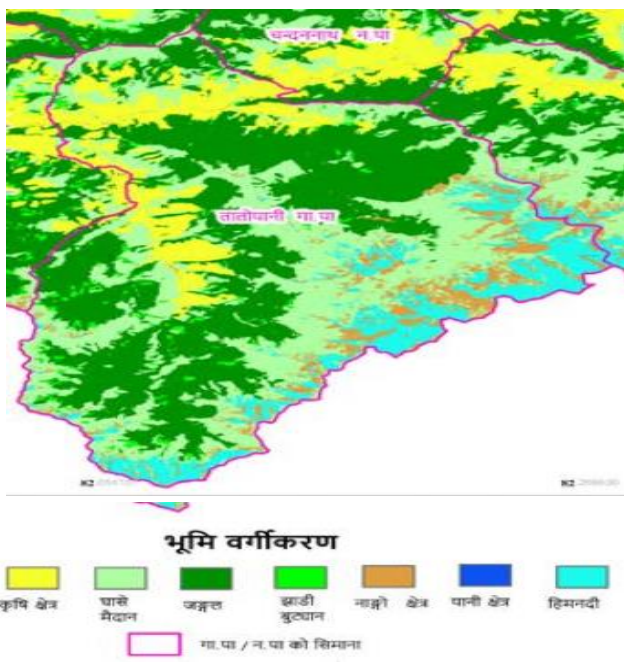 चन्दननाथ न.पा
तातोपानी गा.पा
भूमि वर्गीकरण
कृषि क्षेत्र
घासे मैदान
जङ्गल
झाडी बुट्यान
नाङ्गो क्षेत्र
पानी क्षेत्र
हिमनदी
गा.पा / न.पा को सिमाना